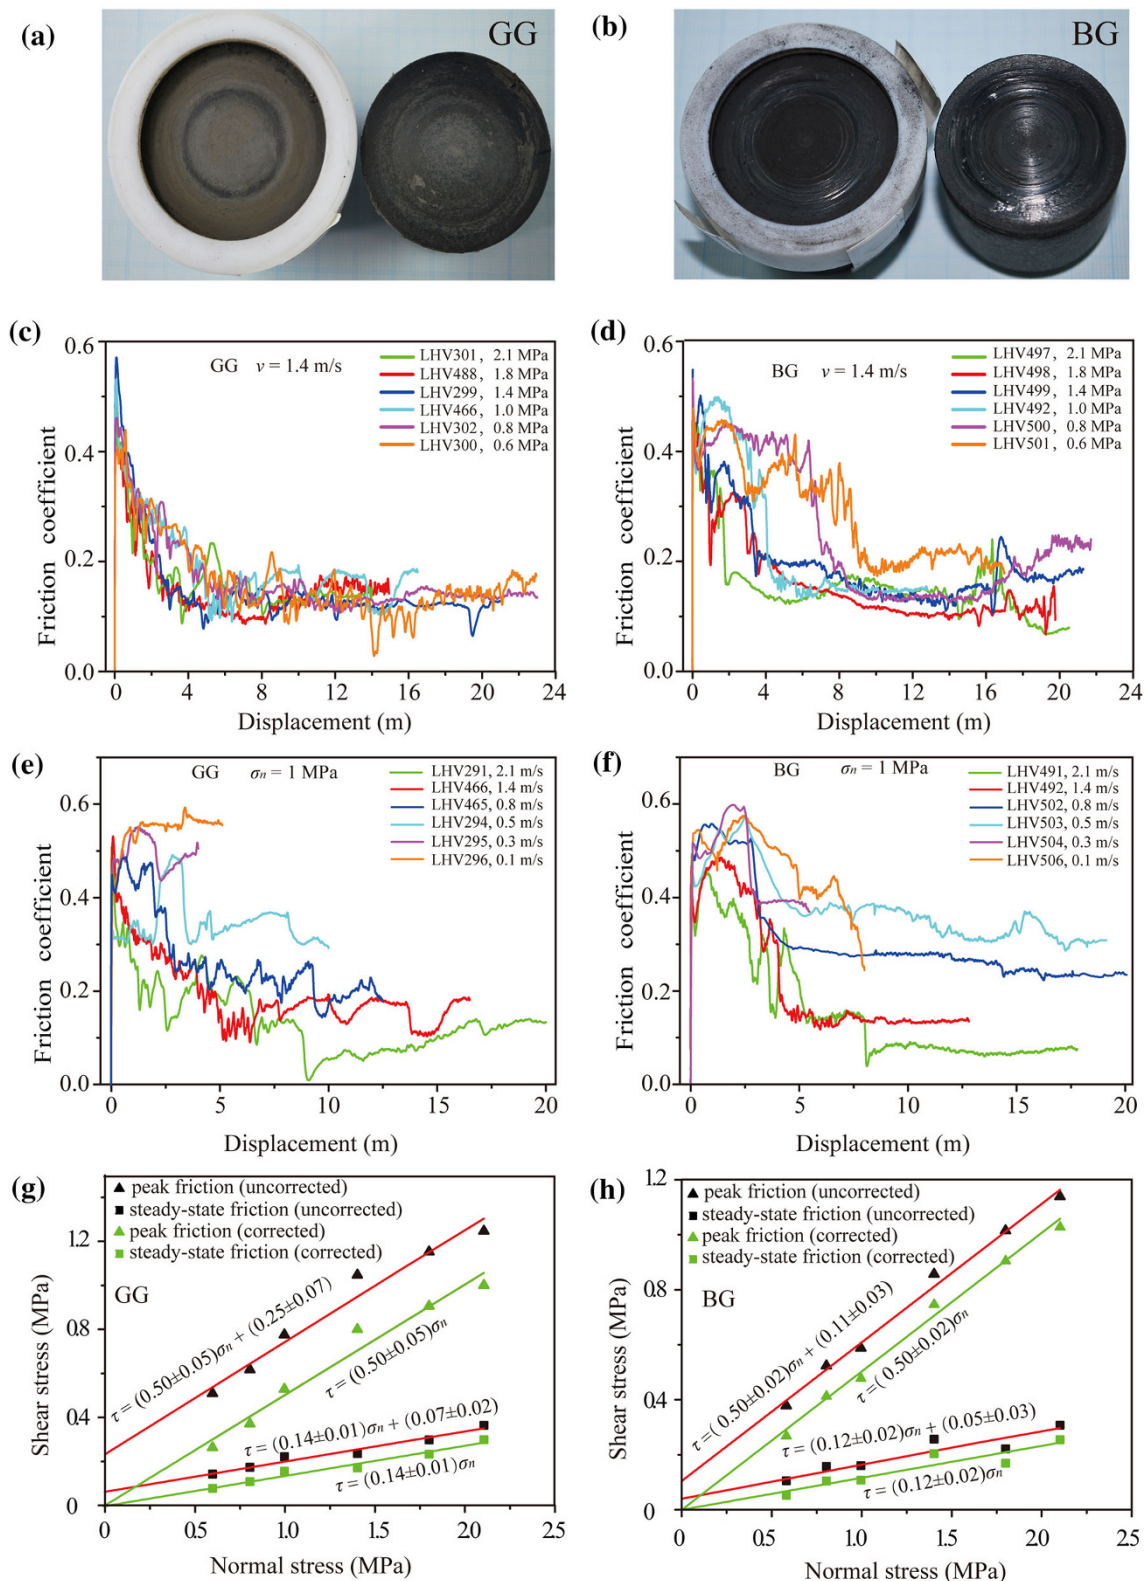 (a)
GG
(b)
BG
(c)
0.6
0.4
0.2
0.0
Friction coefficient
GG v = 1.4 m/s
LHV301, 2.1 MPa
LHV488, 1.8 MPa
LHV299, 1.4 MPa
LHV466, 1.0 MPa
LHV302, 0.8 MPa
LHV300, 0.6 MPa
0 4 8 12 16 20 24
Displacement (m)
(d)
0.6
0.4
0.2
0.0
Friction coefficient
BG v = 1.4 m/s
LHV497, 2.1 MPa
LHV498, 1.8 MPa
LHV499, 1.4 MPa
LHV492, 1.0 MPa
LHV500, 0.8 MPa
LHV501, 0.6 MPa
0 4 8 12 16 20 24
Displacement (m)
(e)
0.6
0.4
0.2
0.0
Friction coefficient
GG σn = 1 MPa
LHV291, 2.1 m/s
LHV466, 1.4 m/s
LHV465, 0.8 m/s
LHV294, 0.5 m/s
LHV295, 0.3 m/s
LHV296, 0.1 m/s
0 5 10 15 20
Displacement (m)
(f)
0.6
0.4
0.2
0.0
Friction coefficient
BG σn = 1 MPa
LHV491, 2.1 m/s
LHV492, 1.4 m/s
LHV502, 0.8 m/s
LHV503, 0.5 m/s
LHV504, 0.3 m/s
LHV506, 0.1 m/s
0 5 10 15 20
Displacement (m)
(g)
peak friction (uncorrected)
steady-state friction (uncorrected)
peak friction (corrected)
steady-state friction (corrected)
GG
1.2
0.8
0.4
0
Shear stress (MPa)
τ = (0.50±0.05)σn + (0.25±0.07)
τ = (0.50±0.05)σn
τ = (0.14±0.01)σn + (0.07±0.02)
τ = (0.14±0.01)σn
0.5 1.0 1.5 2.0
Normal stress (MPa)
(h)
peak friction (uncorrected)
steady-state friction (uncorrected)
peak friction (corrected)
steady-state friction (corrected)
BG
1.2
0.8
0.4
0
Shear stress (MPa)
τ = (0.50±0.02)σn + (0.11±0.03)
τ = (0.50±0.02)σn
τ = (0.12±0.02)σn + (0.05±0.03)
τ = (0.12±0.02)σn
0.5 1.0 1.5 2.0
Normal stress (MPa)